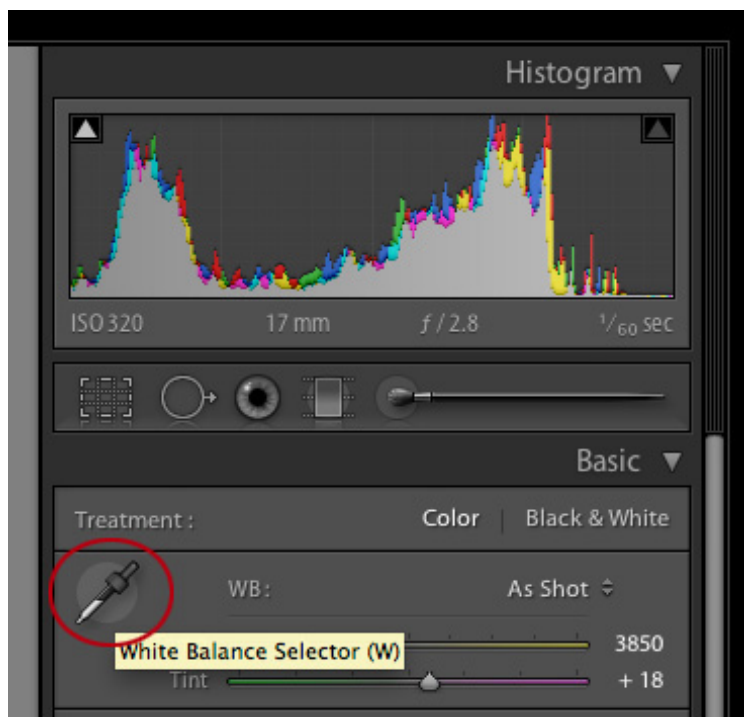 Histogram
ISO 320 17 mm ƒ / 2.8 1/60 sec
Basic
Treatment : Color | Black & White
WB: As Shot
White Balance Selector (W) 3850
Tint + 18